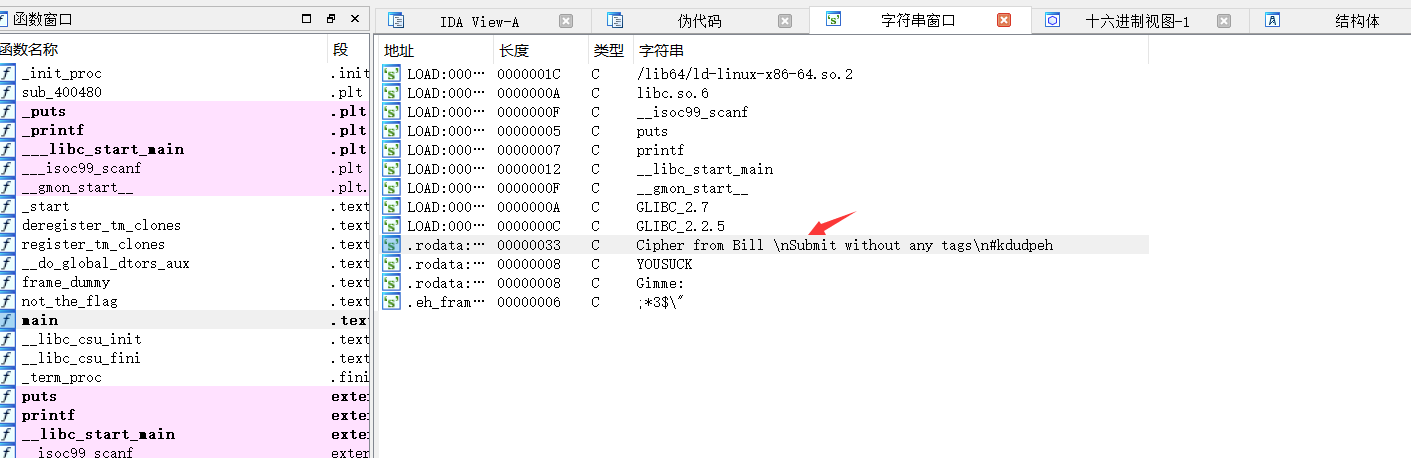 函数窗口
函数名称 段
_init_proc .init
sub_400480 .plt
_puts .plt
_printf .plt
___libc_start_main .plt
___isoc99_scanf .plt
__gmon_start__ .plt.
_start .text
deregister_tm_clones .text
register_tm_clones .text
__do_global_dtors_aux .text
frame_dummy .text
not_the_flag .text
main .text
__libc_csu_init .text
__libc_csu_fini .text
_term_proc .fini
puts exte
printf exte
__libc_start_main exte
__isoc99_scanf exter
IDA View-A 伪代码 字符串窗口 十六进制视图-1 结构体
地址 长度 类型 字符串
LOAD:000… 0000001C C /lib64/ld-linux-x86-64.so.2
LOAD:000… 0000000A C libc.so.6
LOAD:000… 0000000F C __isoc99_scanf
LOAD:000… 00000005 C puts
LOAD:000… 00000007 C printf
LOAD:000… 00000012 C __libc_start_main
LOAD:000… 0000000F C __gmon_start__
LOAD:000… 0000000A C GLIBC_2.7
LOAD:000… 0000000C C GLIBC_2.2.5
.rodata:… 00000033 C Cipher from Bill \nSubmit without any tags\n#kdudpeh
.rodata:… 00000008 C YOUSUCK
.rodata:… 00000008 C Gimme:
.eh_fram… 00000006 C ;*3$\"